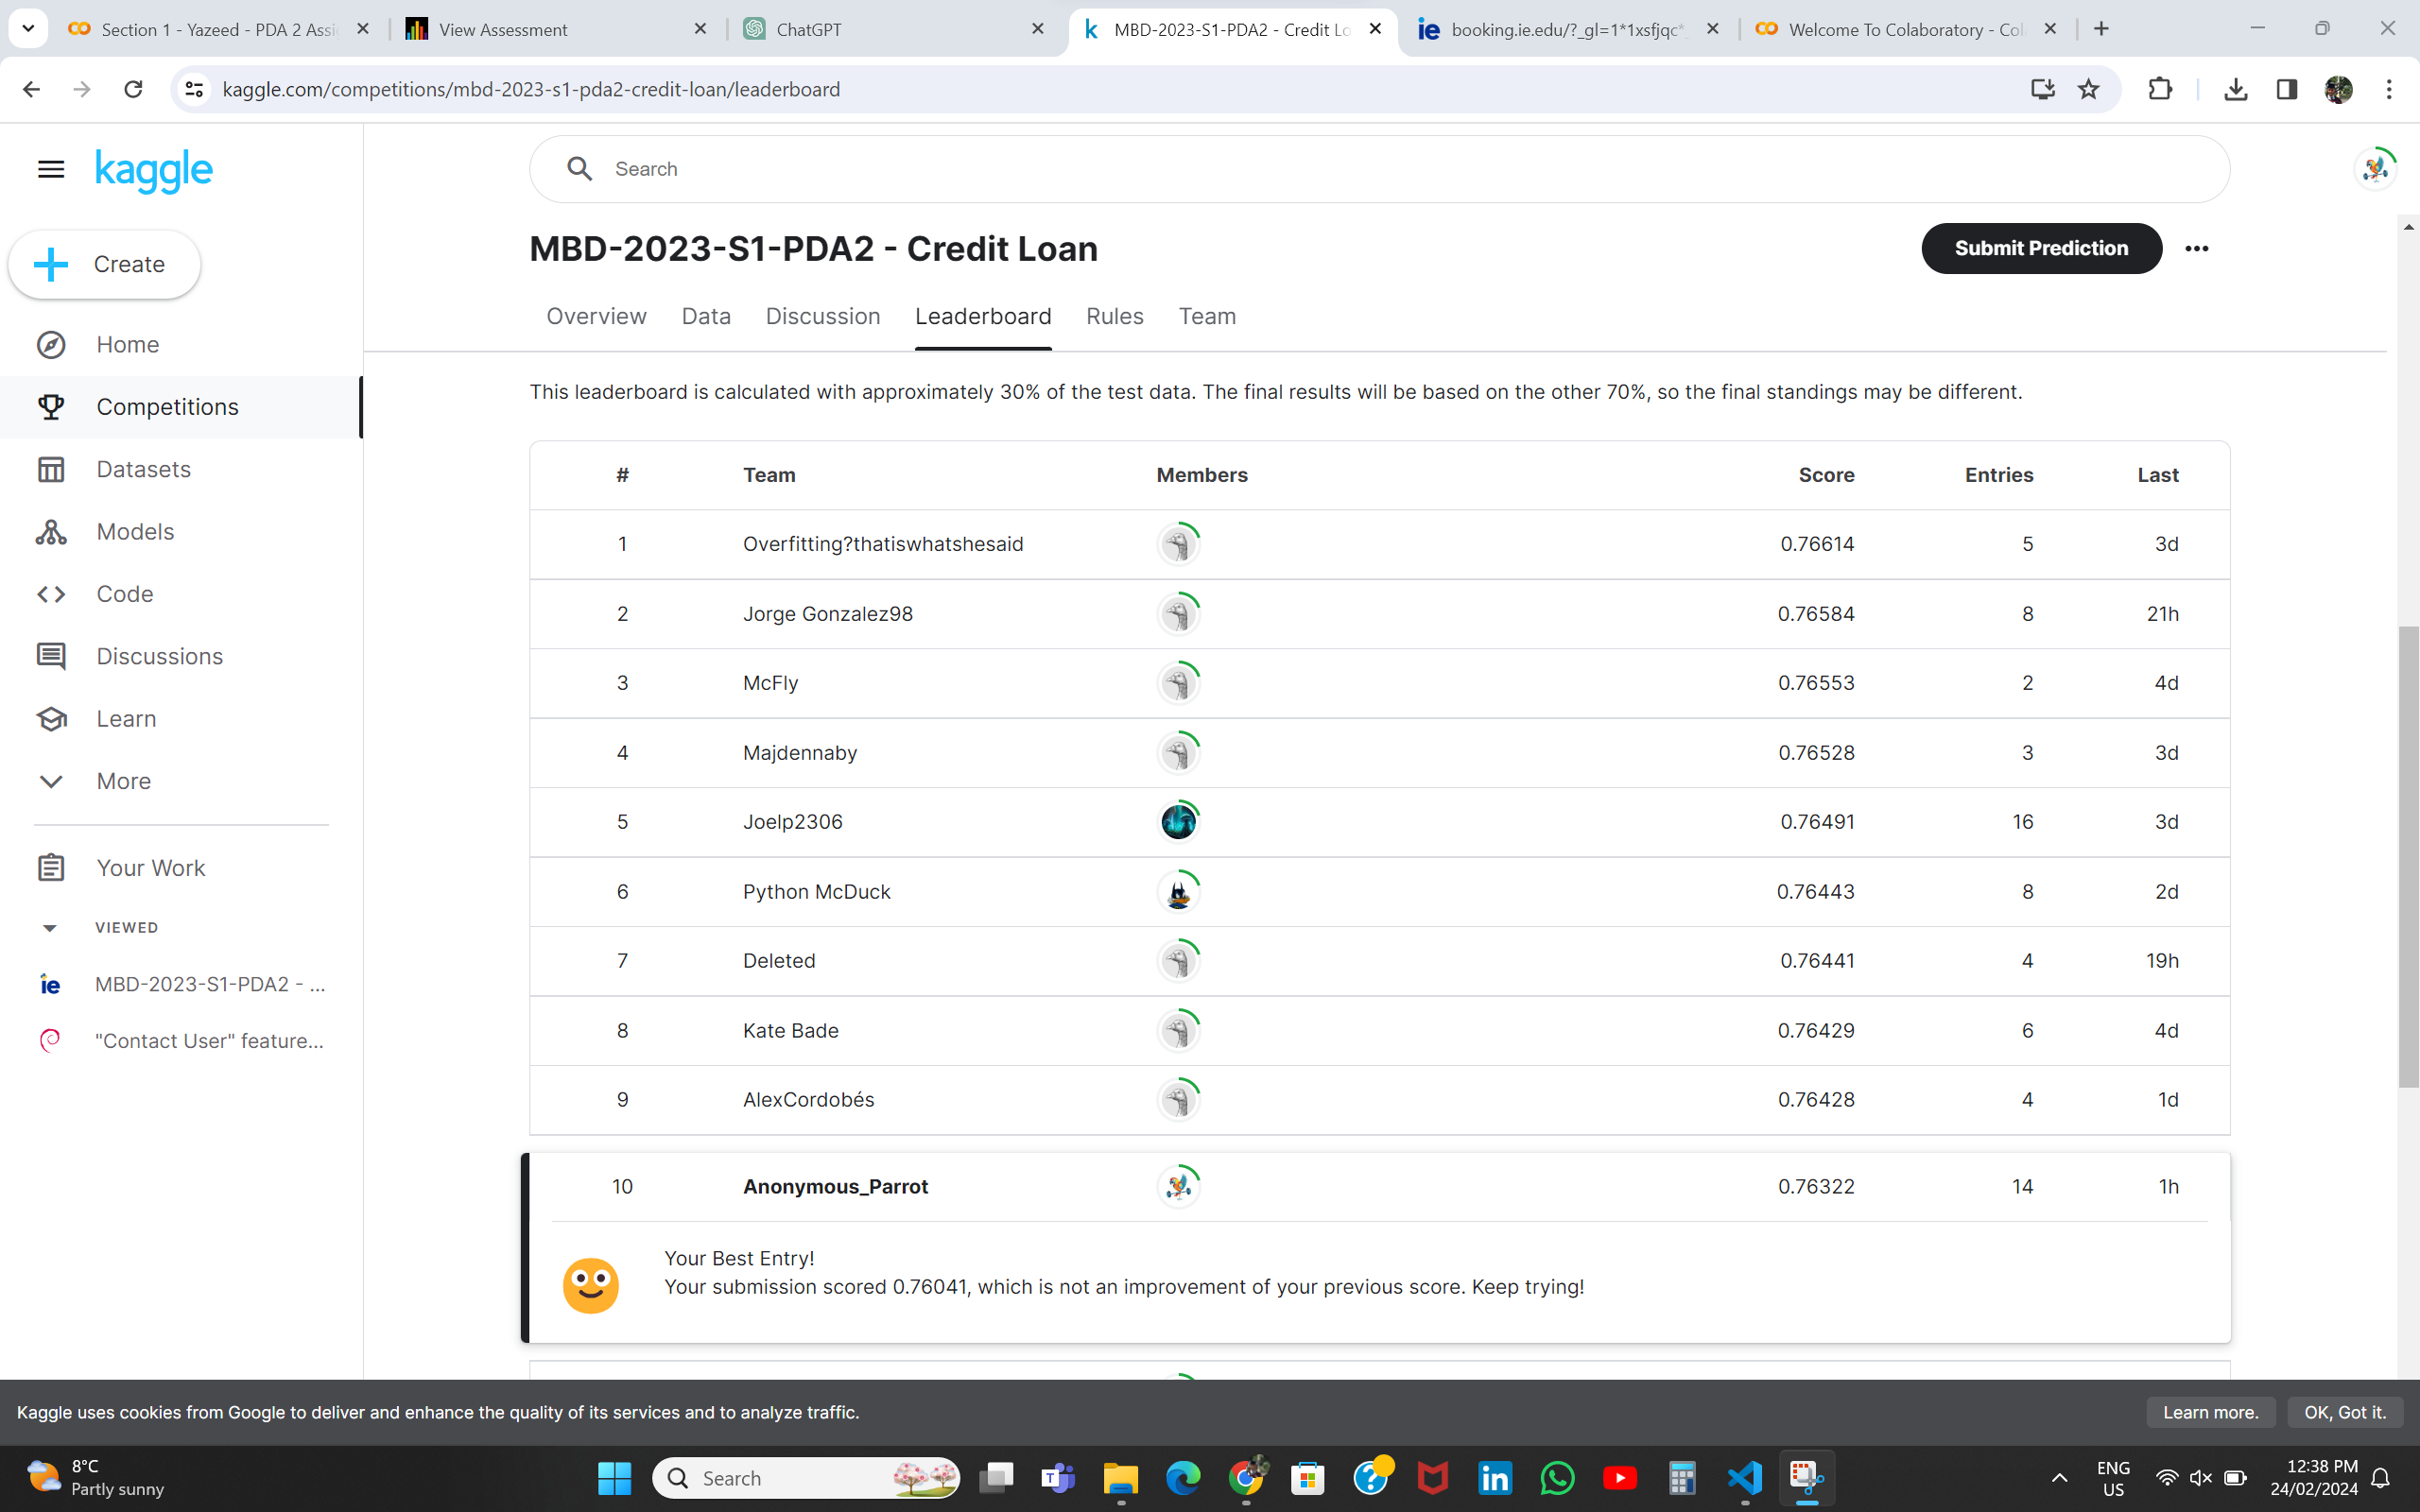 Section 1 - Yazeed - PDA 2 Assi
View Assessment
ChatGPT
MBD-2023-S1-PDA2 - Credit Lo
booking.ie.edu/?_gl=1*1xsfjqc*
Welcome To Colaboratory - Col
kaggle.com/competitions/mbd-2023-s1-pda2-credit-loan/leaderboard
kaggle
Search
Create
Home
Competitions
Datasets
Models
Code
Discussions
Learn
More
Your Work
VIEWED
ie MBD-2023-S1-PDA2 - ...
"Contact User" feature...
MBD-2023-S1-PDA2 - Credit Loan
Submit Prediction
Overview Data Discussion Leaderboard Rules Team
This leaderboard is calculated with approximately 30% of the test data. The final results will be based on the other 70%, so the final standings may be different.
# Team Members Score Entries Last
1 Overfitting?thatiswhatshesaid 0.76614 5 3d
2 Jorge Gonzalez98 0.76584 8 21h
3 McFly 0.76553 2 4d
4 Majdennaby 0.76528 3 3d
5 Joelp2306 0.76491 16 3d
6 Python McDuck 0.76443 8 2d
7 Deleted 0.76441 4 19h
8 Kate Bade 0.76429 6 4d
9 AlexCordobés 0.76428 4 1d
10 Anonymous_Parrot 0.76322 14 1h
Your Best Entry!
Your submission scored 0.76041, which is not an improvement of your previous score. Keep trying!
Kaggle uses cookies from Google to deliver and enhance the quality of its services and to analyze traffic.
Learn more.
OK, Got it.
8°C
Partly sunny
Search
ENG
US
12:38 PM
24/02/2024